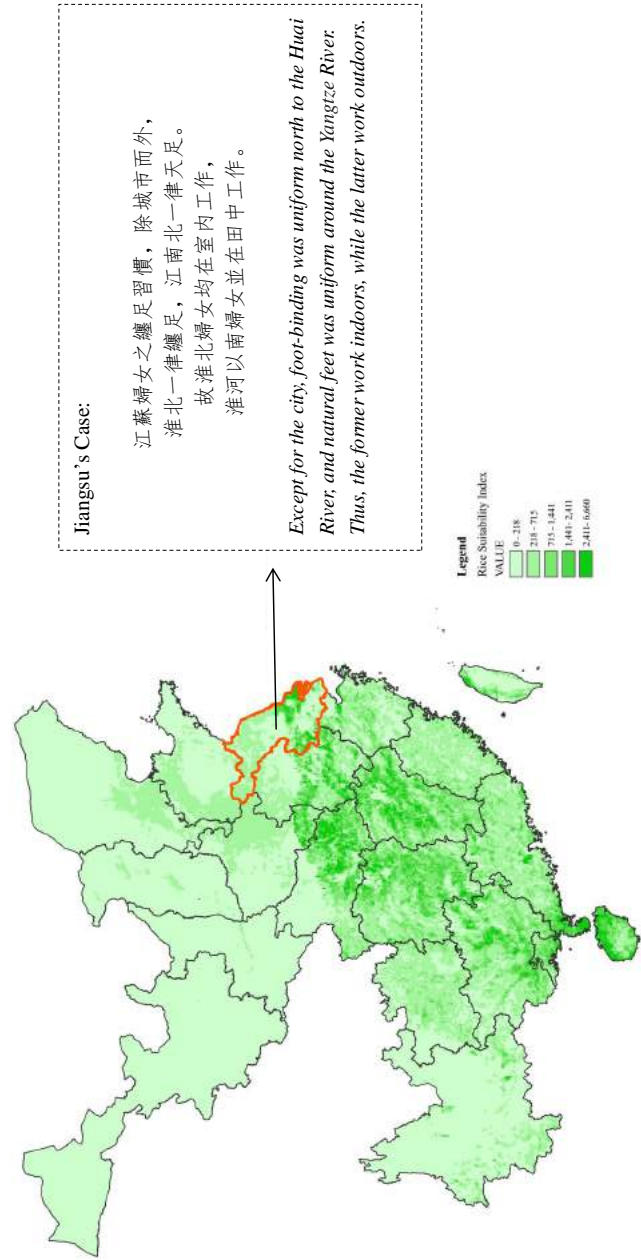 Jiangsu's Case:
江蘇婦女之纏足習慣，除城市而外，
淮北一律纏足，江南北一律天足。
故淮北婦女均在室内工作，
淮河以南婦女並在田中工作。
Except for the city, foot-binding was uniform north to the Huai
River, and natural feet was uniform around the Yangtze River.
Thus, the former work indoors, while the latter work outdoors.
Legend
Rice Suitability Index
VALUE
0 - 218
218 - 715
715 - 1,441
1,441 - 2,411
2,411 - 6,660